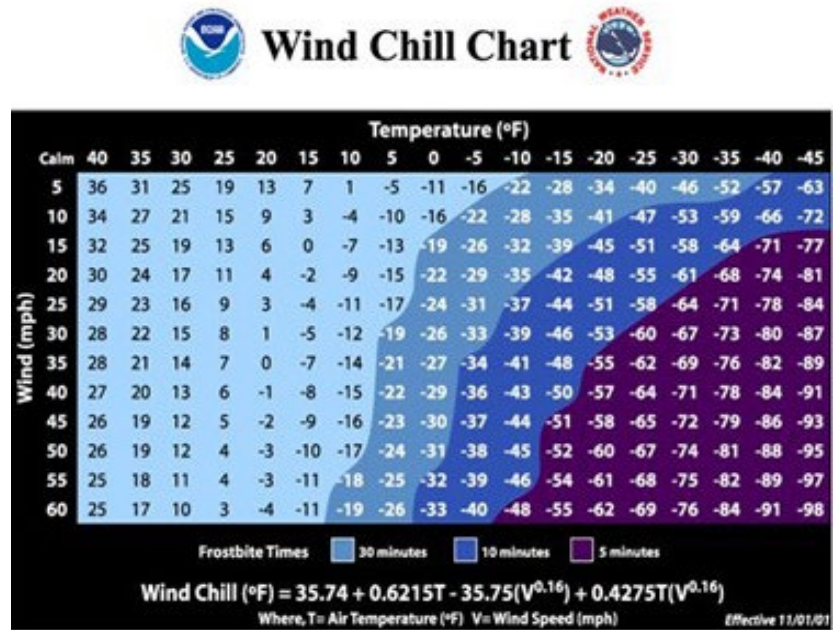 NOAA
Wind Chill Chart
NATIONAL WEATHER SERVICE
Temperature (ºF)
Calm 40 35 30 25 20 15 10 5 0 -5 -10 -15 -20 -25 -30 -35 -40 -45
Wind (mph)
5 36 31 25 19 13 7 1 -5 -11 -16 -22 -28 -34 -40 -46 -52 -57 -63
10 34 27 21 15 9 3 -4 -10 -16 -22 -28 -35 -41 -47 -53 -59 -66 -72
15 32 25 19 13 6 0 -7 -13 -19 -26 -32 -39 -45 -51 -58 -64 -71 -77
20 30 24 17 11 4 -2 -9 -15 -22 -29 -35 -42 -48 -55 -61 -68 -74 -81
25 29 23 16 9 3 -4 -11 -17 -24 -31 -37 -44 -51 -58 -64 -71 -78 -84
30 28 22 15 8 1 -5 -12 -19 -26 -33 -39 -46 -53 -60 -67 -73 -80 -87
35 28 21 14 7 0 -7 -14 -21 -27 -34 -41 -48 -55 -62 -69 -76 -82 -89
40 27 20 13 6 -1 -8 -15 -22 -29 -36 -43 -50 -57 -64 -71 -78 -84 -91
45 26 19 12 5 -2 -9 -16 -23 -30 -37 -44 -51 -58 -65 -72 -79 -86 -93
50 26 19 12 4 -3 -10 -17 -24 -31 -38 -45 -52 -60 -67 -74 -81 -88 -95
55 25 18 11 4 -3 -11 -18 -25 -32 -39 -46 -54 -61 -68 -75 -82 -89 -97
60 25 17 10 3 -4 -11 -19 -26 -33 -40 -48 -55 -62 -69 -76 -84 -91 -98
Frostbite Times 30 minutes 10 minutes 5 minutes
Wind Chill (ºF) = 35.74 + 0.6215T - 35.75(V^0.16) + 0.4275T(V^0.16)
Where, T= Air Temperature (ºF) V= Wind Speed (mph)
Effective 11/01/01